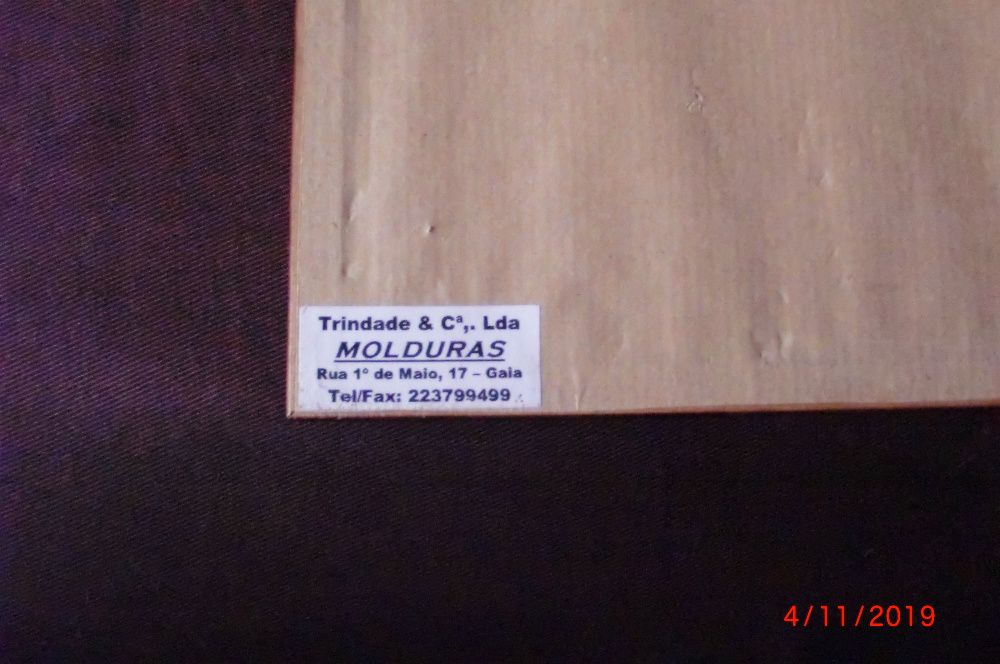 Trindade & Cª,. Lda
MOLDURAS
Rua 1º de Maio, 17 – Gaia
Tel/Fax: 223799499
4/11/2019